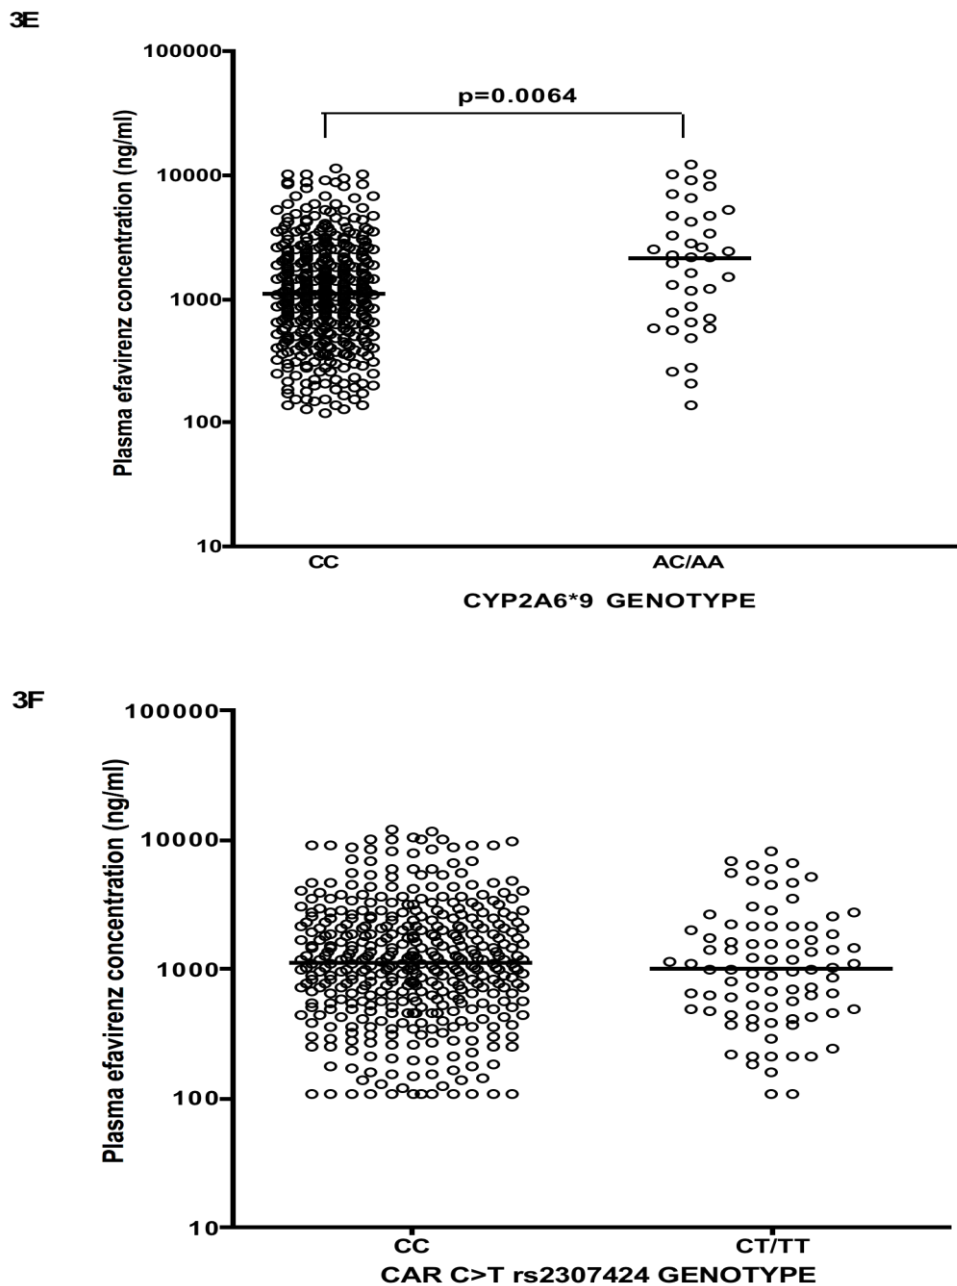 3E
100000
p=0.0064
10000
1000
100
10
Plasma efavirenz concentration (ng/ml)
CC AC/AA
CYP2A6*9 GENOTYPE
3F
100000
10000
1000
100
10
Plasma efavirenz concentration (ng/ml)
CC CT/TT
CAR C>T rs2307424 GENOTYPE